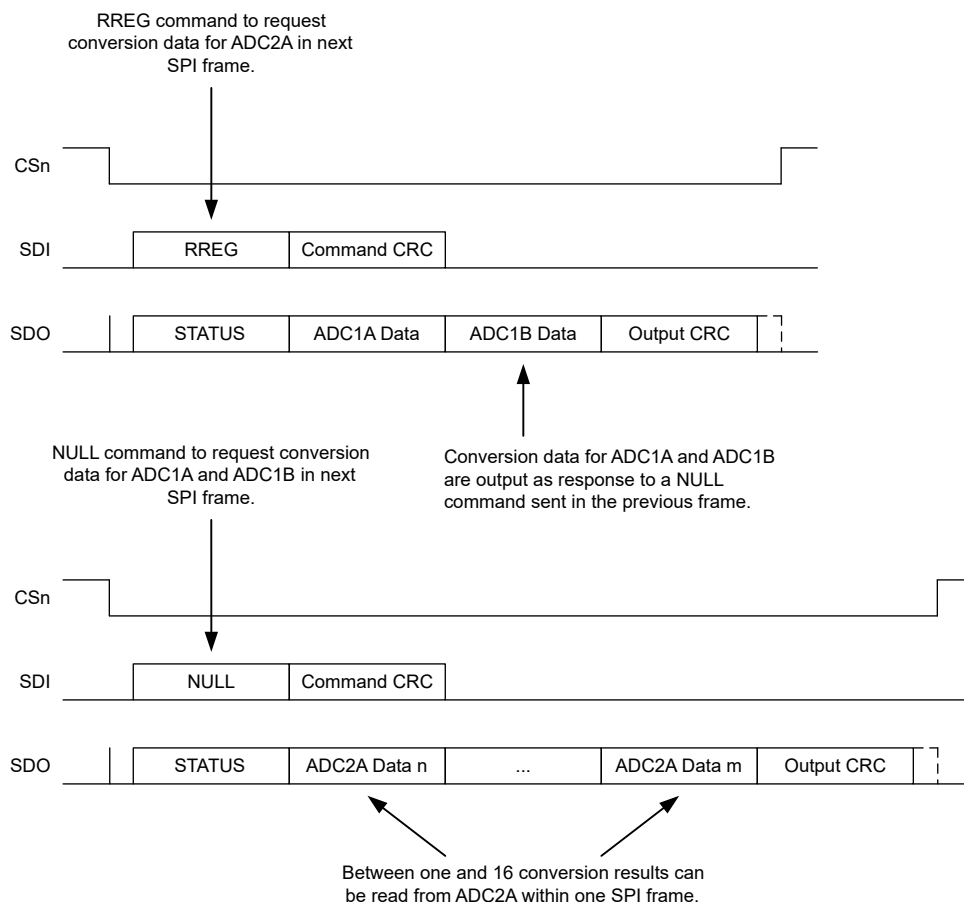 RREG command to request
conversion data for ADC2A in next
SPI frame.
CSn
SDI
RREG
Command CRC
SDO
STATUS
ADC1A Data
ADC1B Data
Output CRC
NULL command to request conversion
data for ADC1A and ADC1B in next
SPI frame.
Conversion data for ADC1A and ADC1B
are output as response to a NULL
command sent in the previous frame.
CSn
SDI
NULL
Command CRC
SDO
STATUS
ADC2A Data n
...
ADC2A Data m
Output CRC
Between one and 16 conversion results can
be read from ADC2A within one SPI frame.